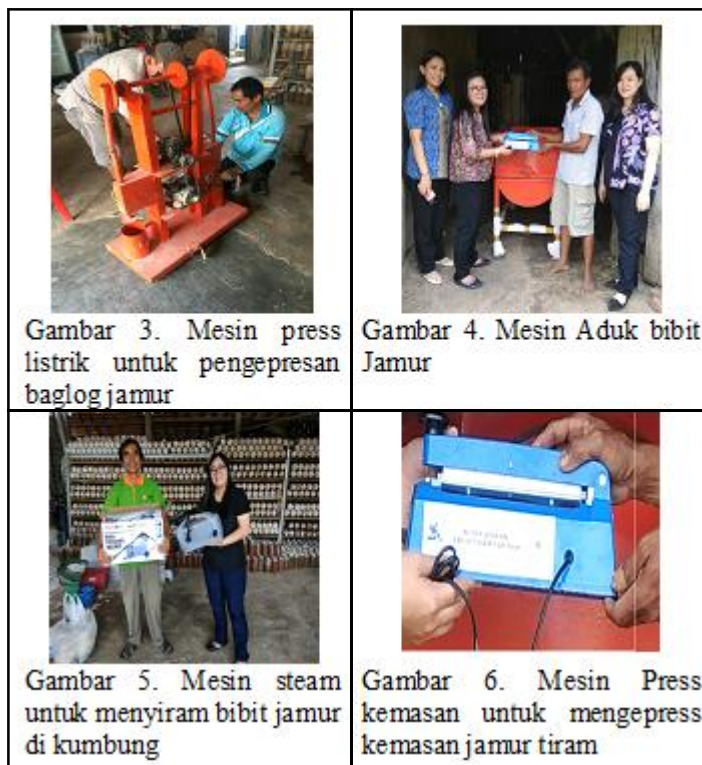 Gambar 3. Mesin press
listrik untuk pengepresan
baglog jamur
Gambar 4. Mesin Aduk bibit
Jamur
Gambar 5. Mesin steam
untuk menyiram bibit jamur
di kumbung
Gambar 6. Mesin Press
kemasan untuk mengepress
kemasan jamur tiram